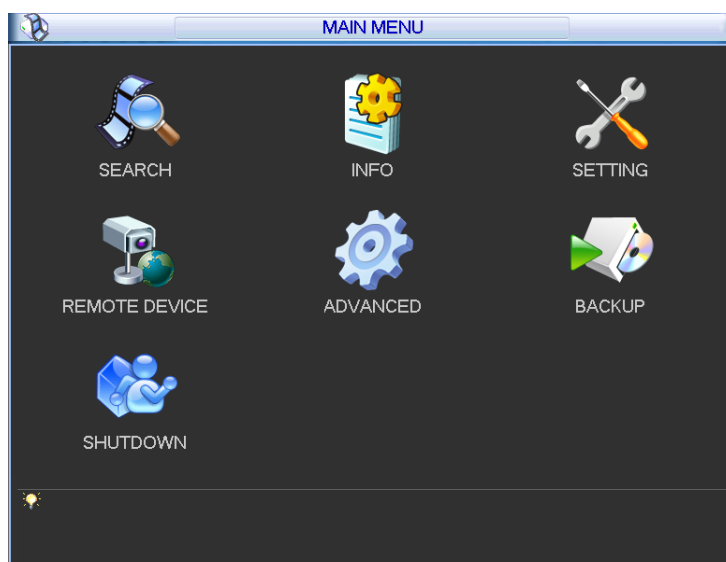 MAIN MENU
SEARCH
INFO
SETTING
REMOTE DEVICE
ADVANCED
BACKUP
SHUTDOWN